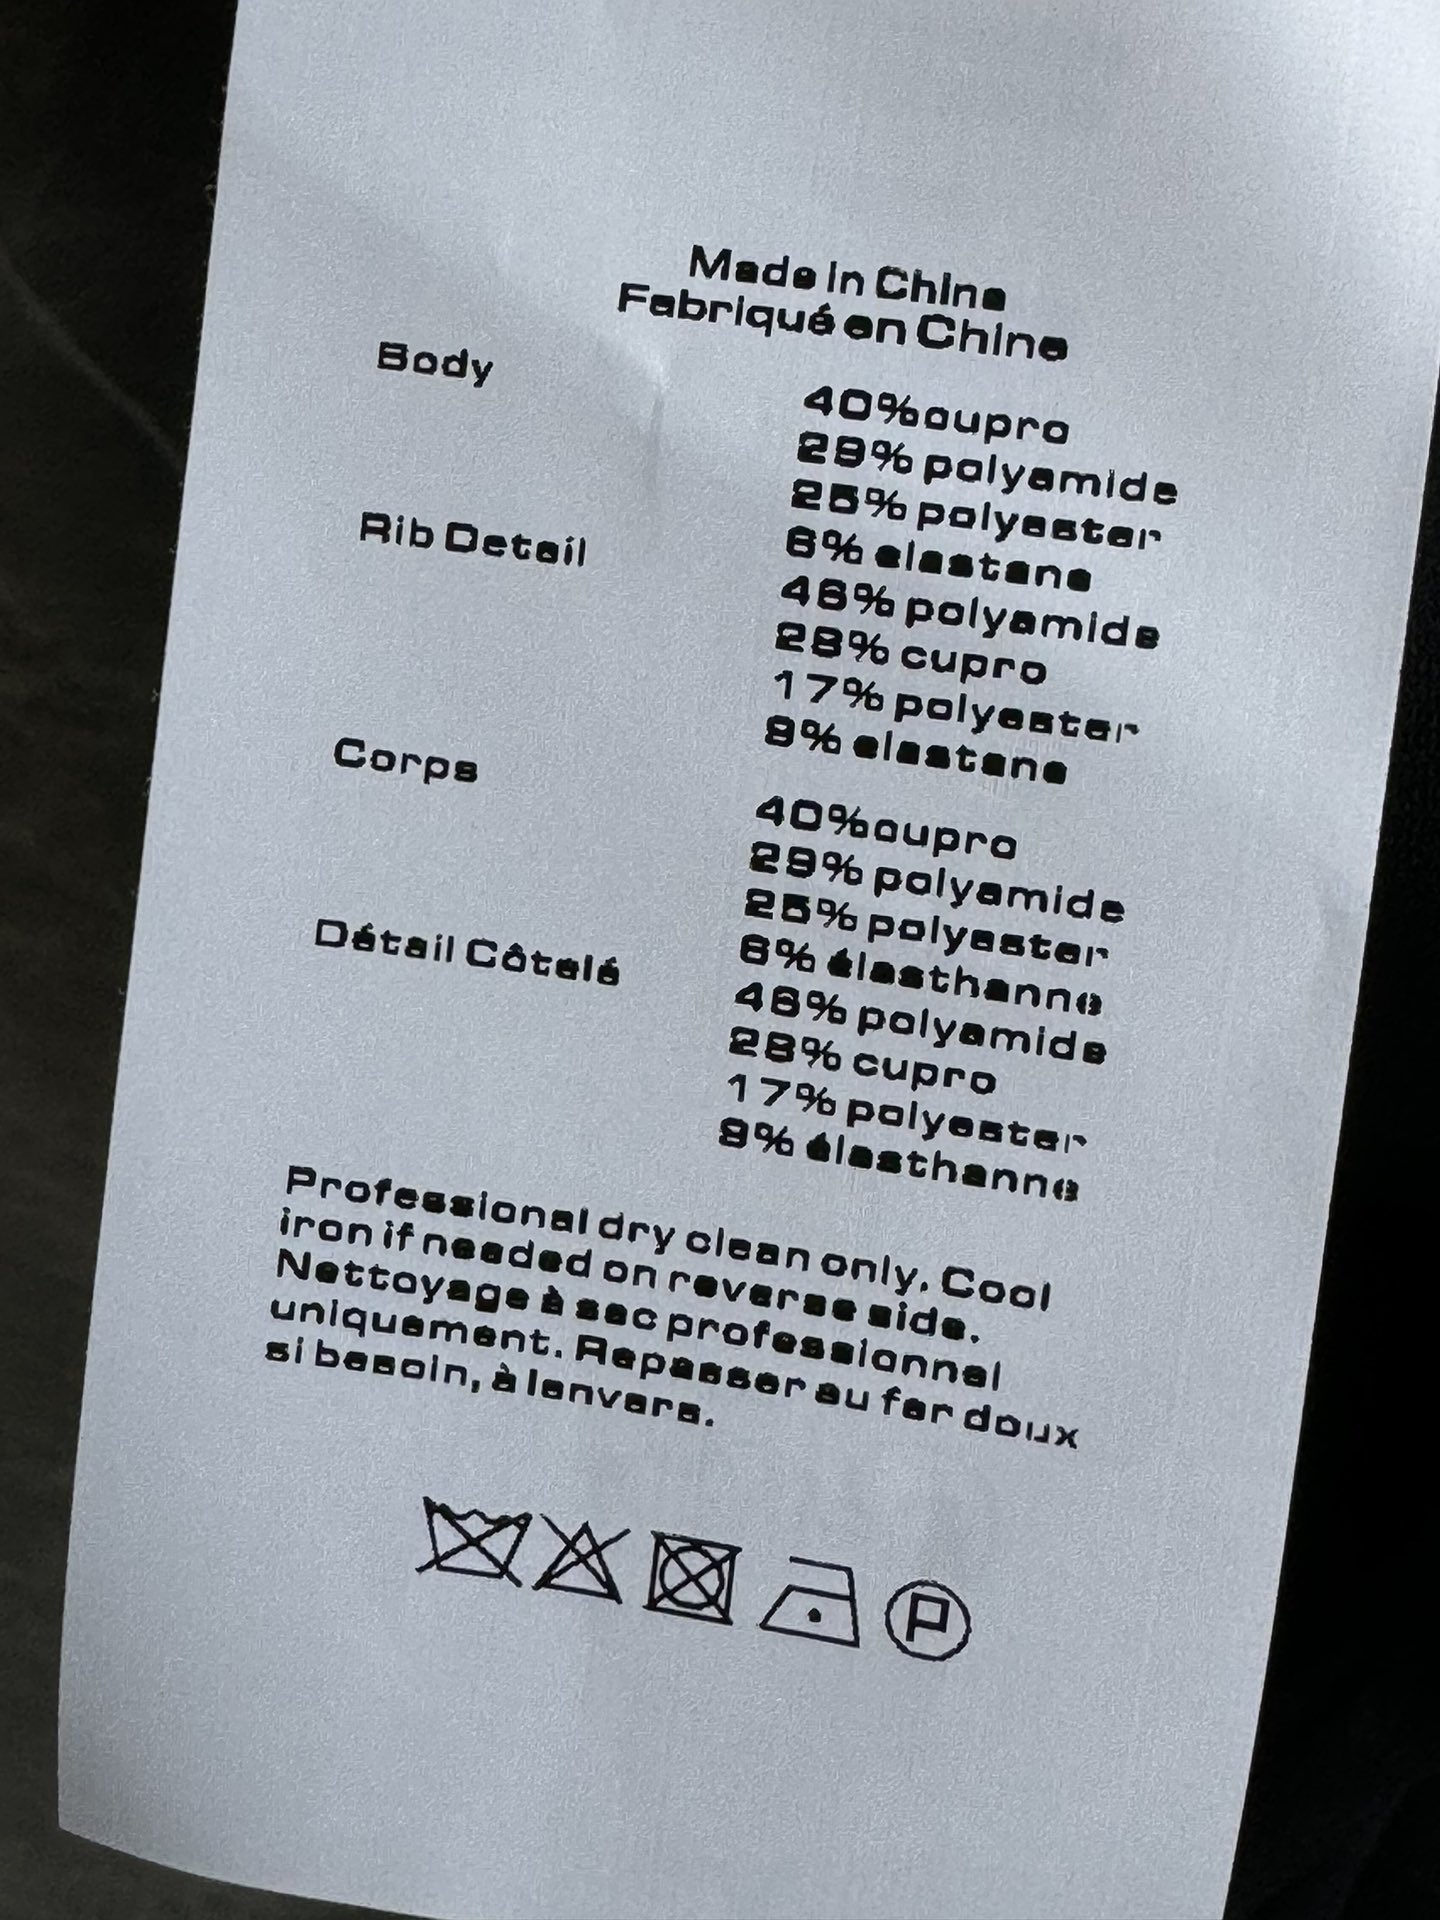 Made in China
Fabriqué en Chine
Body
40%cupro
29% polyamide
25% polyester
6% elastane
Rib Detail
46% polyamide
28% cupro
17% polyester
9% elastane
Corps
40%cupro
29% polyamide
25% polyester
6% élasthanne
Détail Côtelé
46% polyamide
28% cupro
17% polyester
9% élasthanne
Professional dry clean only. Cool
iron if needed on reverse side.
Nettoyage à sec professionnel
uniquement. Repasser au fer doux
si besoin, à lenvers.
P